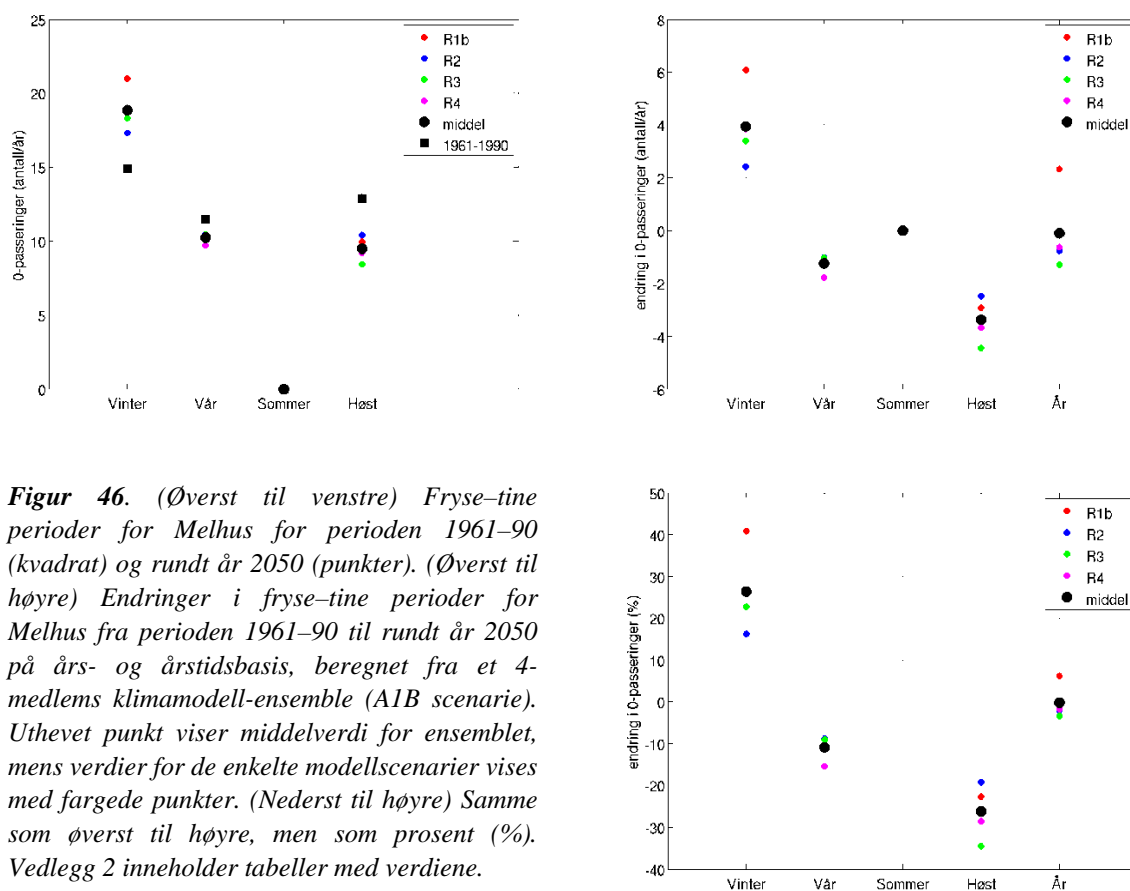 25
20
15
10
5
0
0-passeringer (antall/år)
Vinter Vår Sommer Høst
R1b
R2
R3
R4
middel
1961-1990
8
6
4
2
0
-2
-4
-6
endring i 0-passeringer (antall/år)
Vinter Vår Sommer Høst År
R1b
R2
R3
R4
middel
Figur 46. (Øverst til venstre) Fryse–tine
perioder for Melhus for perioden 1961–90
(kvadrat) og rundt år 2050 (punkter). (Øverst til
høyre) Endringer i fryse–tine perioder for
Melhus fra perioden 1961–90 til rundt år 2050
på års- og årstidsbasis, beregnet fra et 4-
medlems klimamodell-ensemble (A1B scenarie).
Uthevet punkt viser middelverdi for ensemblet,
mens verdier for de enkelte modellscenarier vises
med fargede punkter. (Nederst til høyre) Samme
som øverst til høyre, men som prosent (%).
Vedlegg 2 inneholder tabeller med verdiene.
50
40
30
20
10
0
-10
-20
-30
-40
endring i 0-passeringer (%)
Vinter Vår Sommer Høst År
R1b
R2
R3
R4
middel